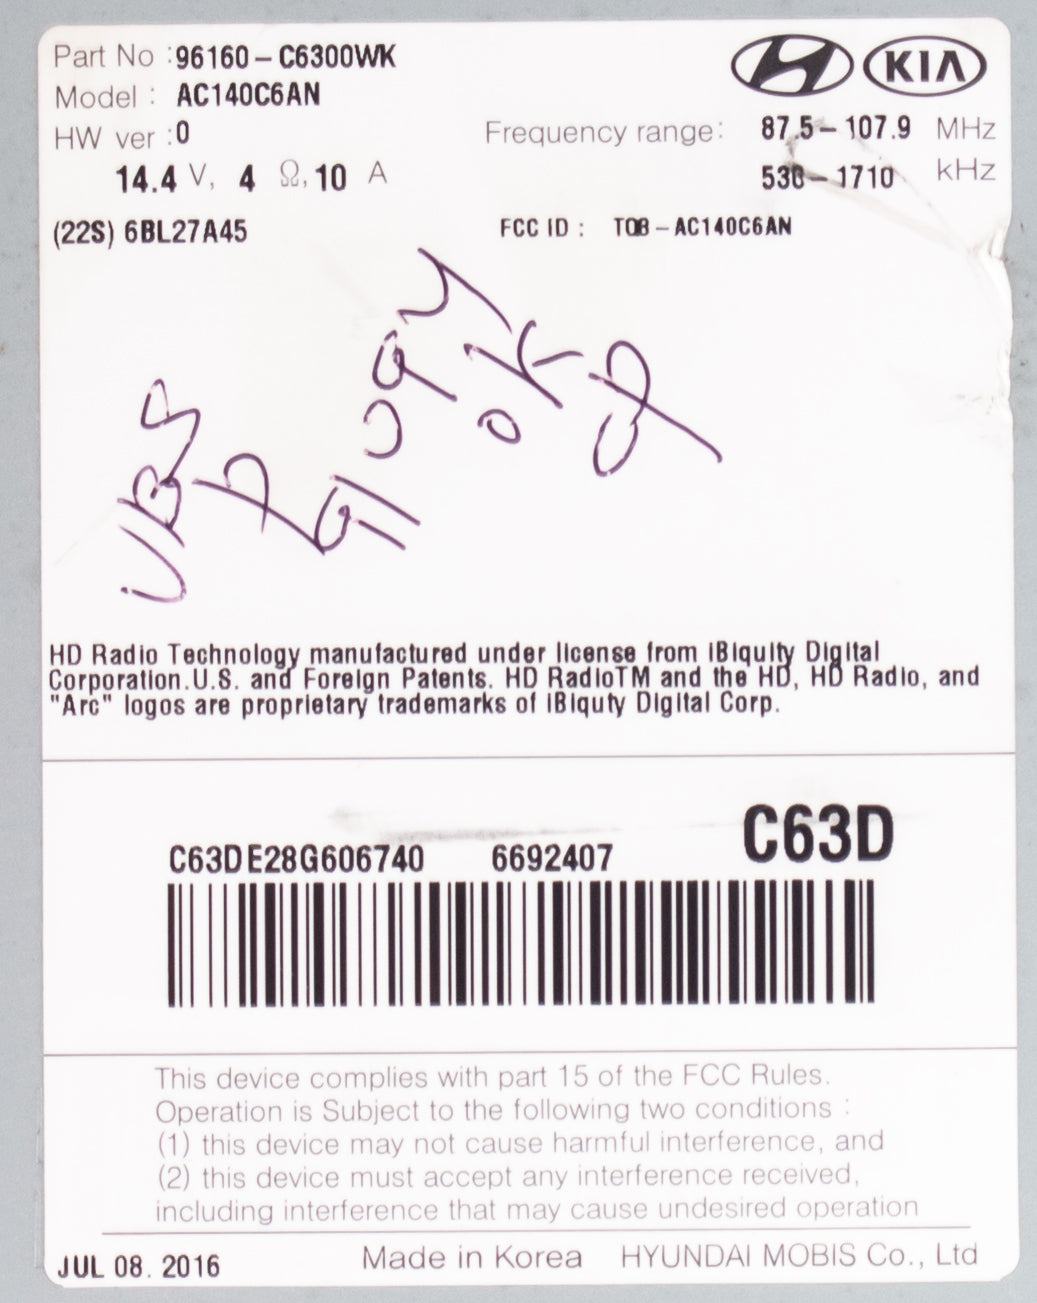 Part No : 96160-C6300WK
KIA
Model : AC140C6AN
HW ver : 0
Frequency range: 87.5-107.9 MHz
14.4 V, 4 Ω, 10 A
530-1710 kHz
(22S) 6BL27A45
FCC ID : TQ8-AC140C6AN
OK
HD Radio Technology manufactured under license from iBiquity Digital
Corporation.U.S. and Foreign Patents. HD RadioTM and the HD, HD Radio, and
"Arc" logos are proprietary trademarks of iBiquty Digital Corp.
C63D
C63DE28G606740 6692407
This device complies with part 15 of the FCC Rules.
Operation is Subject to the following two conditions :
(1) this device may not cause harmful interference, and
(2) this device must accept any interference received,
including interference that may cause undesired operation
JUL 08. 2016 Made in Korea HYUNDAI MOBIS Co., Ltd